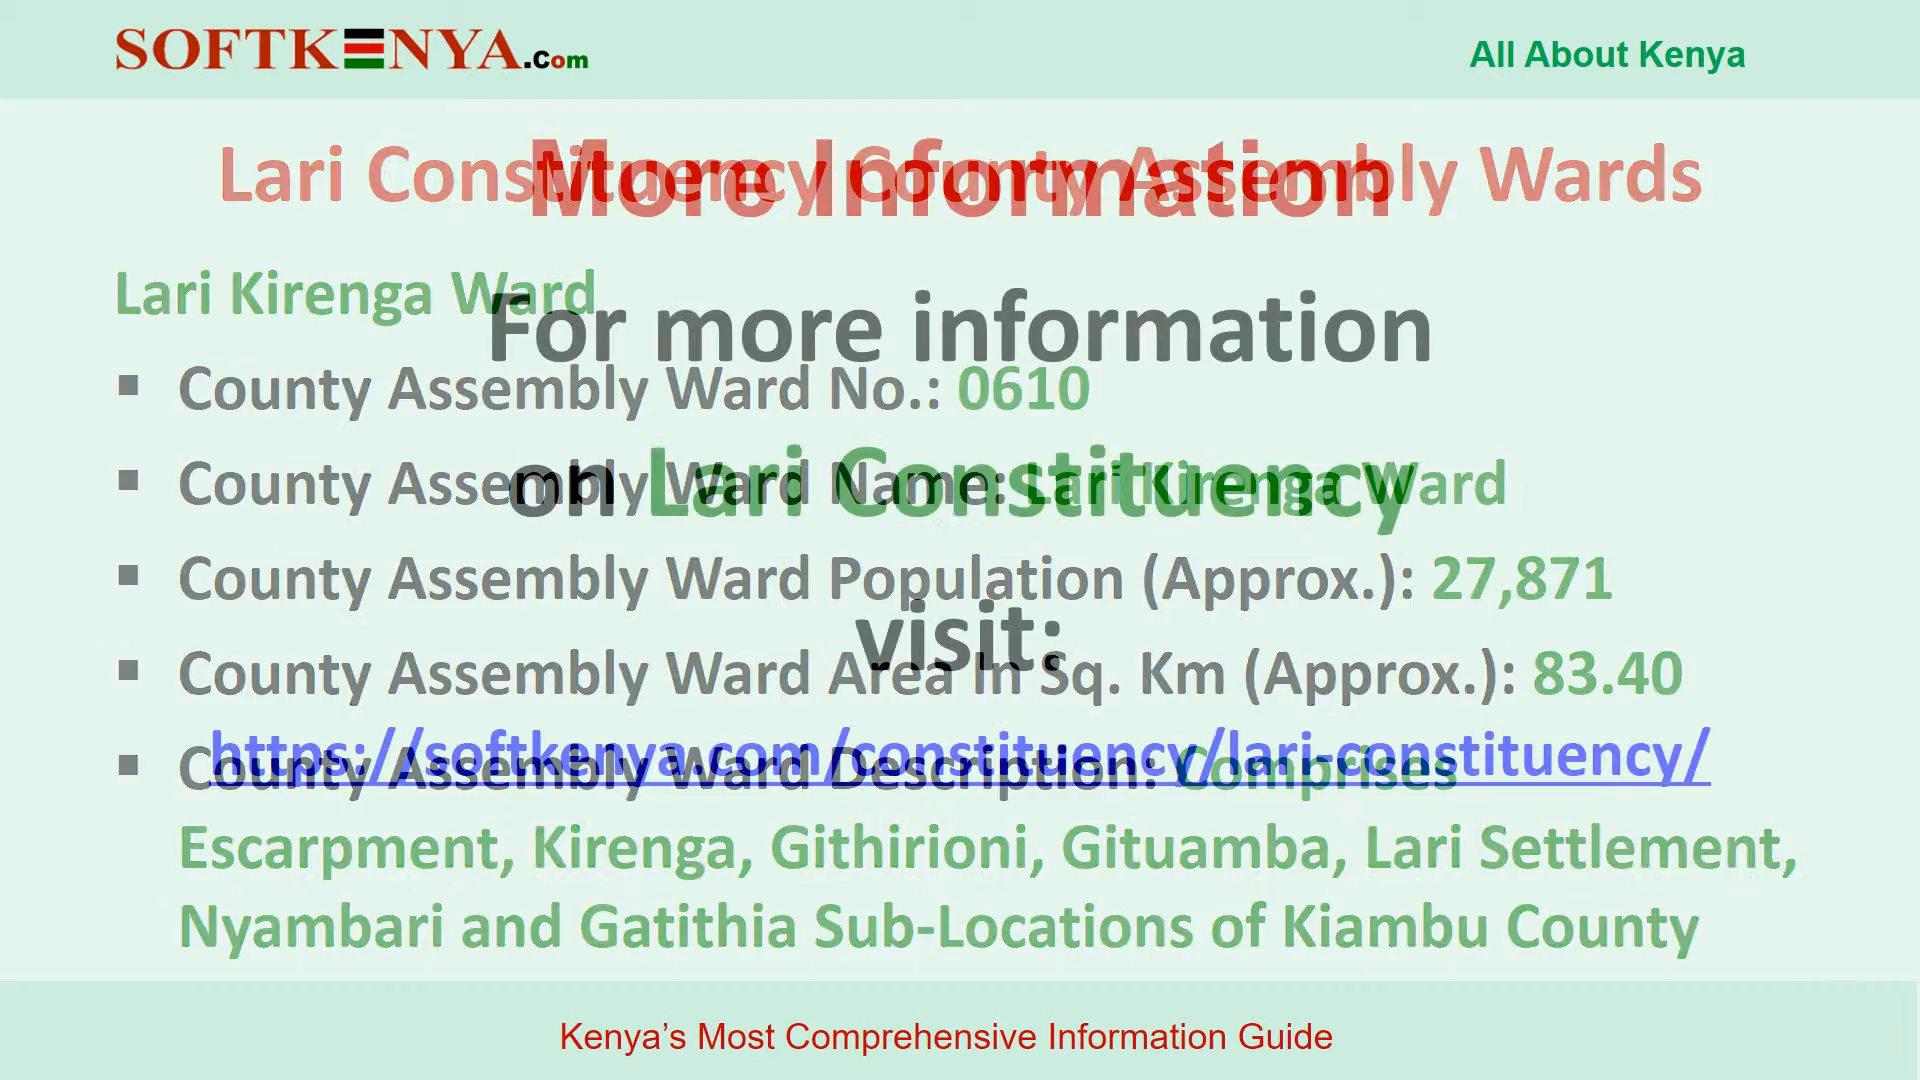 SOFTKENYA.Com
All About Kenya
Lari Constituency County Assembly Wards
More Information
Lari Kirenga Ward
For more information
County Assembly Ward No.: 0610
County Assembly Ward Name: Lari Kirenga Ward
on Lari Constituency
County Assembly Ward Population (Approx.): 27,871
visit:
County Assembly Ward Area In Sq. Km (Approx.): 83.40
https://softkenya.com/constituency/lari-constituency/
County Assembly Ward Description: Comprises
Escarpment, Kirenga, Githirioni, Gituamba, Lari Settlement,
Nyambari and Gatithia Sub-Locations of Kiambu County
Kenya’s Most Comprehensive Information Guide